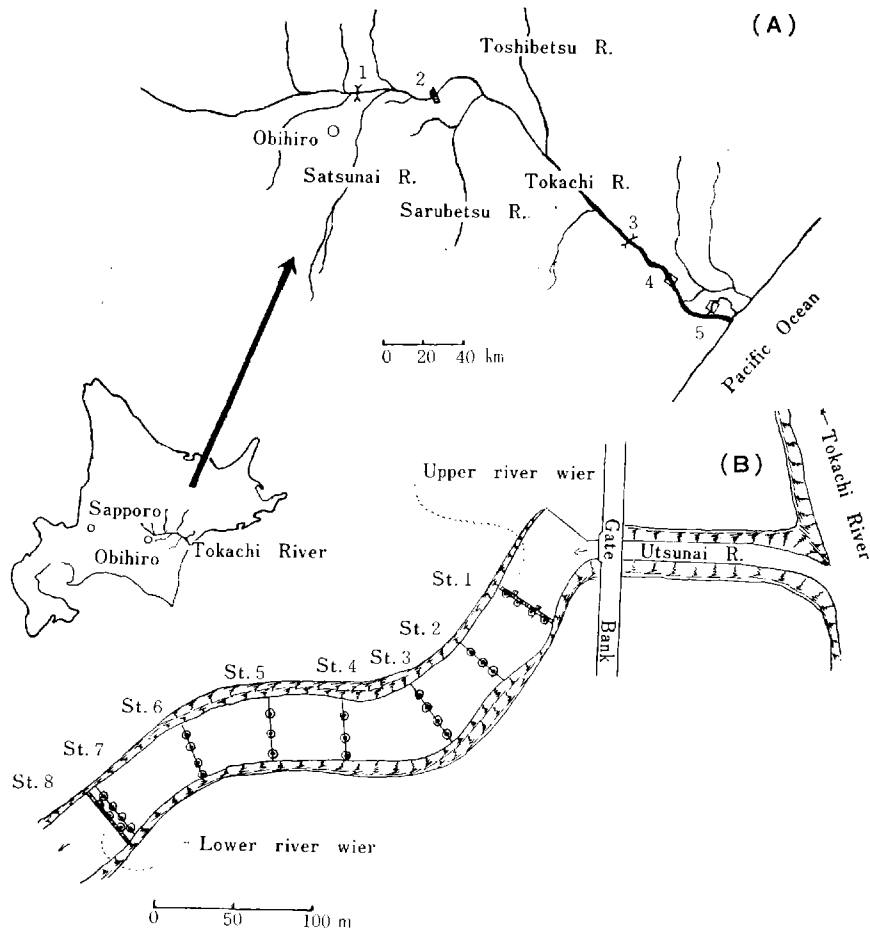 (A)
Toshibetsu R.
1
2
Obihiro
Satsunai R.
Tokachi R.
Sarubetsu R.
3
4
5
0 20 40 km
Pacific Ocean
Sapporo
Obihiro
Tokachi River
(B)
Upper river wier
Tokachi River
Gate
Utsunai R.
Bank
St. 1
St. 2
St. 3
St. 4
St. 5
St. 6
St. 7
St. 8
Lower river wier
0 50 100 m